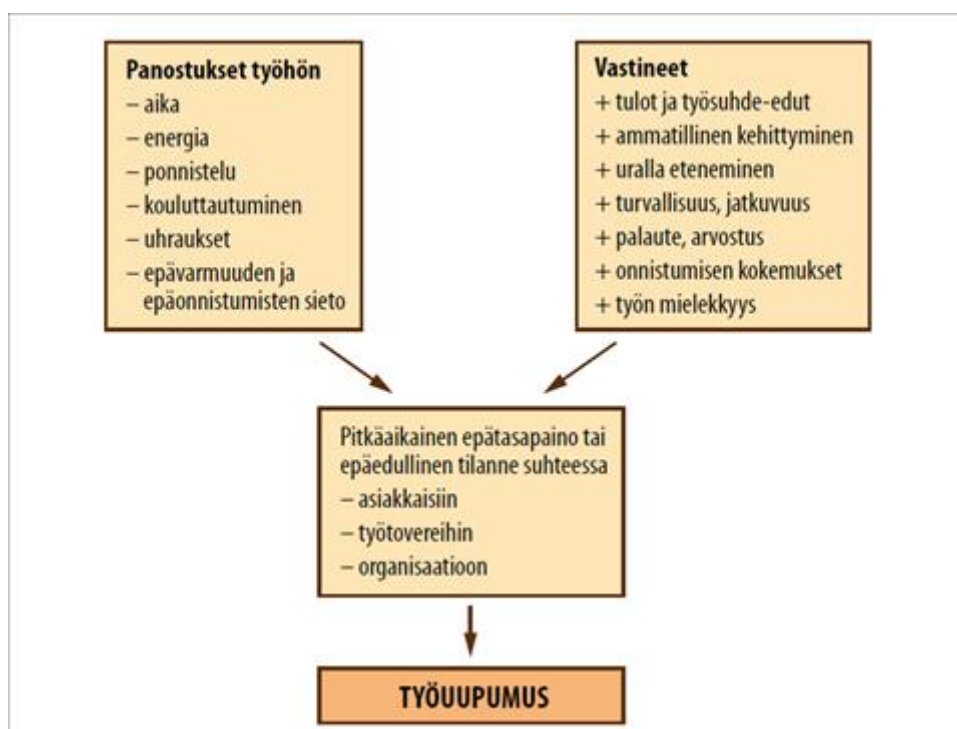 Panostukset työhön
– aika
– energia
– ponnistelu
– kouluttautuminen
– uhraukset
– epävarmuuden ja
epäonnistumisten sieto
Vastineet
+ tulot ja työsuhde-edut
+ ammatillinen kehittyminen
+ uralla eteneminen
+ turvallisuus, jatkuvuus
+ palaute, arvostus
+ onnistumisen kokemukset
+ työn mielekkyys
Pitkäaikainen epätasapaino tai
epäedullinen tilanne suhteessa
– asiakkaisiin
– työtovereihin
– organisaatioon
TYÖUUPUMUS